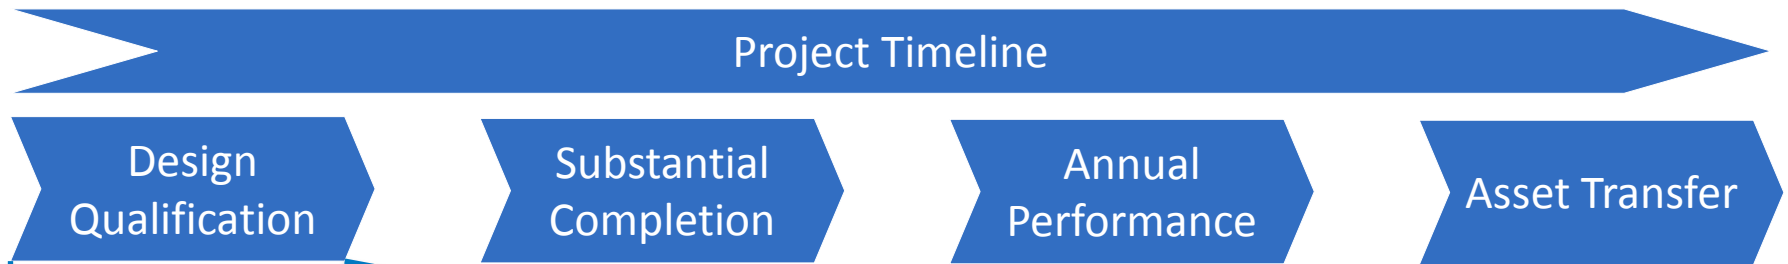 Project Timeline
Design
Qualification
Substantial
Completion
Annual
Performance
Asset Transfer